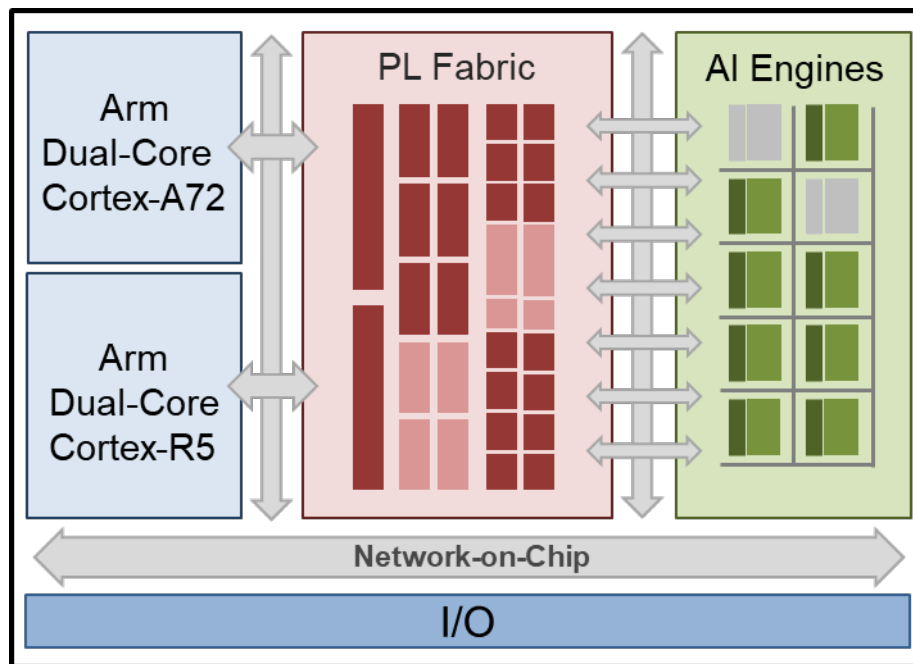 Arm
Dual-Core
Cortex-A72
PL Fabric
AI Engines
Arm
Dual-Core
Cortex-R5
Network-on-Chip
I/O